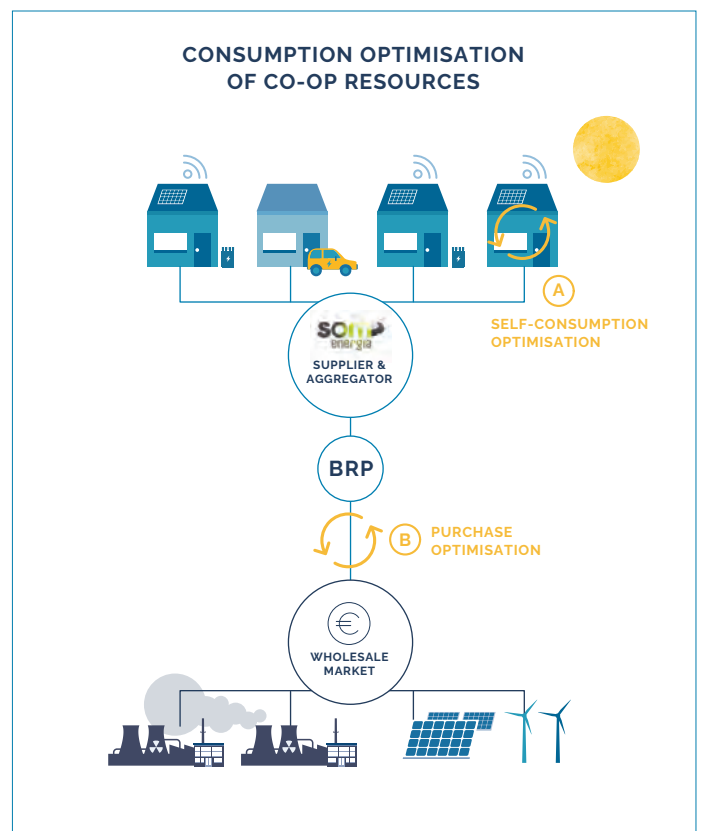 CONSUMPTION OPTIMISATION
OF CO-OP RESOURCES
A
SELF-CONSUMPTION
OPTIMISATION
som
energia
SUPPLIER &
AGGREGATOR
BRP
B
PURCHASE
OPTIMISATION
€
WHOLESALE
MARKET